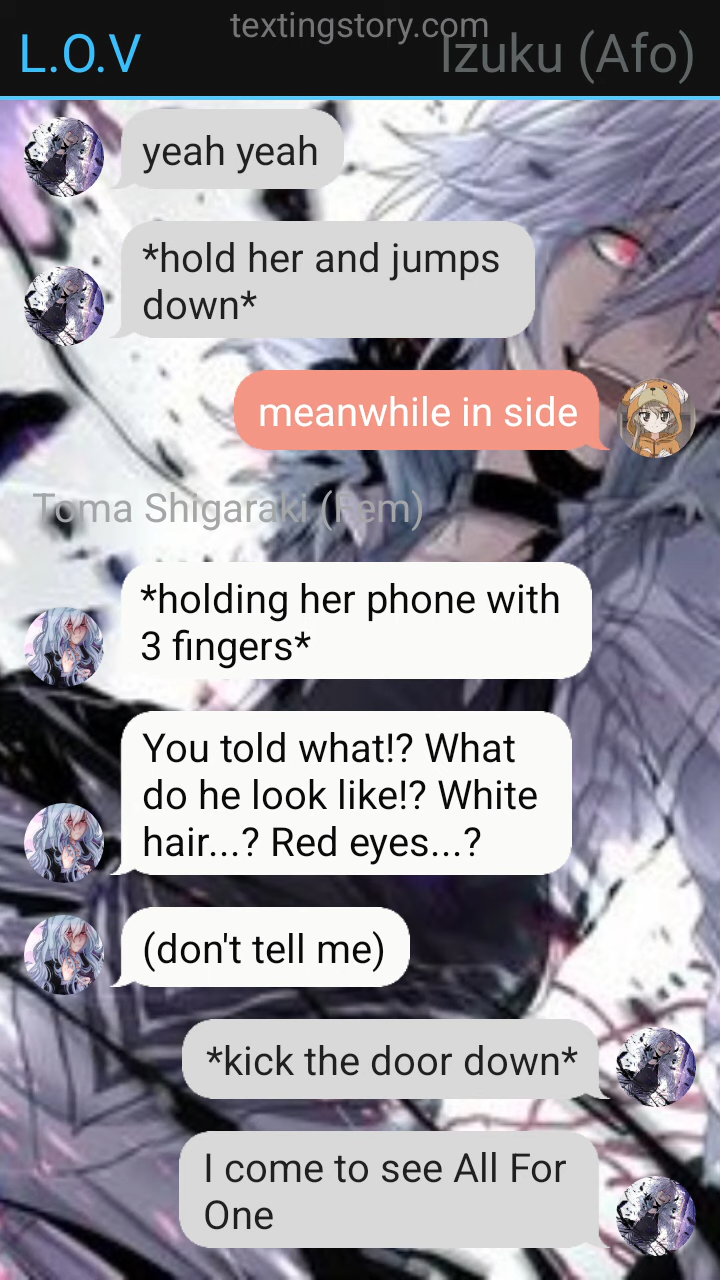 textingstory.com
L.O.V
Izuku (Afo)
yeah yeah
*hold her and jumps
down*
meanwhile in side
Toma Shigaraki (Fem)
*holding her phone with
3 fingers*
You told what!? What
do he look like!? White
hair...? Red eyes...?
(don't tell me)
*kick the door down*
I come to see All For
One